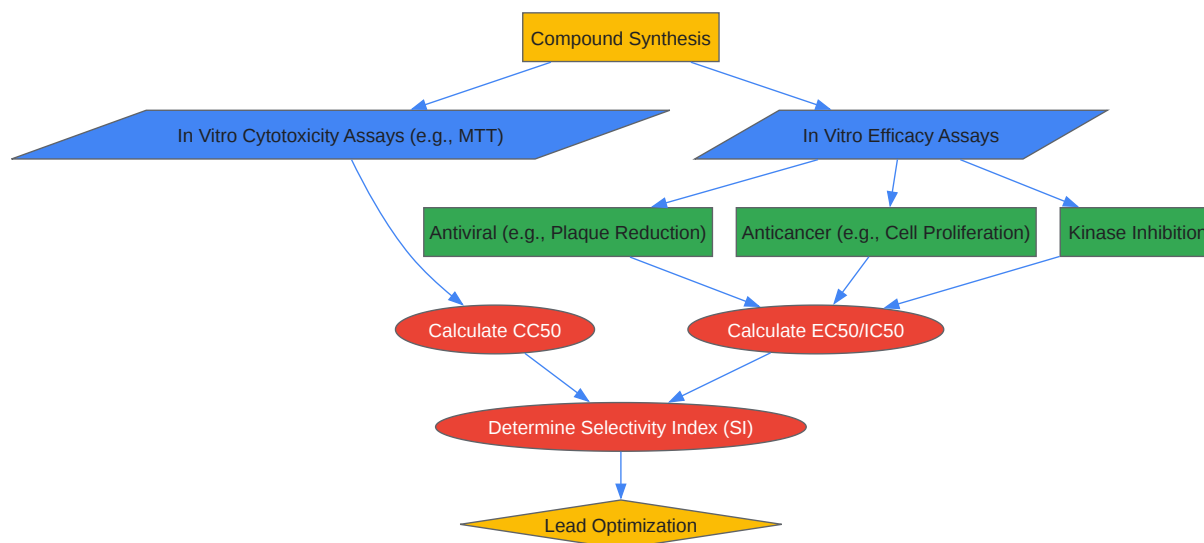 Compound Synthesis
In Vitro Cytotoxicity Assays (e.g., MTT)
In Vitro Efficacy Assays
Antiviral (e.g., Plaque Reduction)
Anticancer (e.g., Cell Proliferation)
Kinase Inhibition
Calculate CC50
Calculate EC50/IC50
Determine Selectivity Index (SI)
Lead Optimization